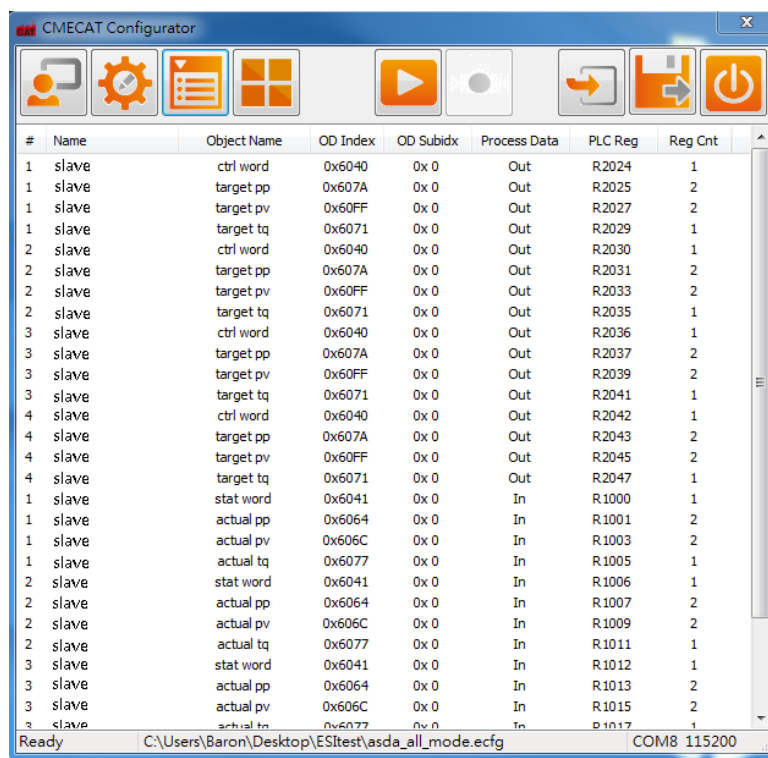 CAT CMECAT Configurator
# Name Object Name OD Index OD Subidx Process Data PLC Reg Reg Cnt
1 slave ctrl word 0x6040 0x 0 Out R2024 1
1 slave target pp 0x607A 0x 0 Out R2025 2
1 slave target pv 0x60FF 0x 0 Out R2027 2
1 slave target tq 0x6071 0x 0 Out R2029 1
2 slave ctrl word 0x6040 0x 0 Out R2030 1
2 slave target pp 0x607A 0x 0 Out R2031 2
2 slave target pv 0x60FF 0x 0 Out R2033 2
2 slave target tq 0x6071 0x 0 Out R2035 1
3 slave ctrl word 0x6040 0x 0 Out R2036 1
3 slave target pp 0x607A 0x 0 Out R2037 2
3 slave target pv 0x60FF 0x 0 Out R2039 2
3 slave target tq 0x6071 0x 0 Out R2041 1
4 slave ctrl word 0x6040 0x 0 Out R2042 1
4 slave target pp 0x607A 0x 0 Out R2043 2
4 slave target pv 0x60FF 0x 0 Out R2045 2
4 slave target tq 0x6071 0x 0 Out R2047 1
1 slave stat word 0x6041 0x 0 In R1000 1
1 slave actual pp 0x6064 0x 0 In R1001 2
1 slave actual pv 0x606C 0x 0 In R1003 2
1 slave actual tq 0x6077 0x 0 In R1005 1
2 slave stat word 0x6041 0x 0 In R1006 1
2 slave actual pp 0x6064 0x 0 In R1007 2
2 slave actual pv 0x606C 0x 0 In R1009 2
2 slave actual tq 0x6077 0x 0 In R1011 1
3 slave stat word 0x6041 0x 0 In R1012 1
3 slave actual pp 0x6064 0x 0 In R1013 2
3 slave actual pv 0x606C 0x 0 In R1015 2
3 slave actual tq 0x6077 0x 0 In R1017 1
Ready C:\Users\Baron\Desktop\ESItest\asda_all_mode.ecfg COM8 115200